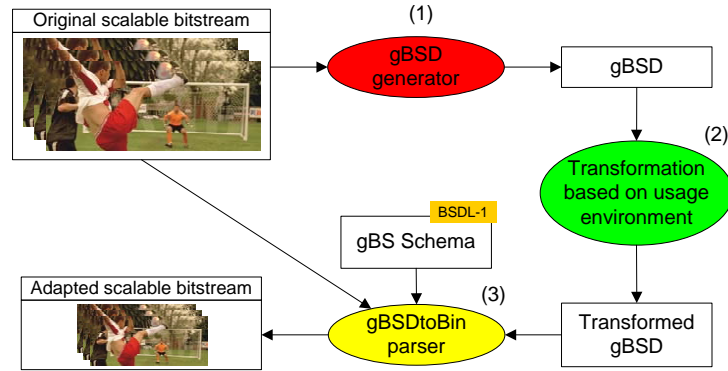 Original scalable bitstream
(1)
gBSD
generator
gBSD
(2)
Transformation
based on usage
environment
BSDL-1
gBS Schema
Adapted scalable bitstream
(3)
gBSDtoBin
parser
Transformed
gBSD